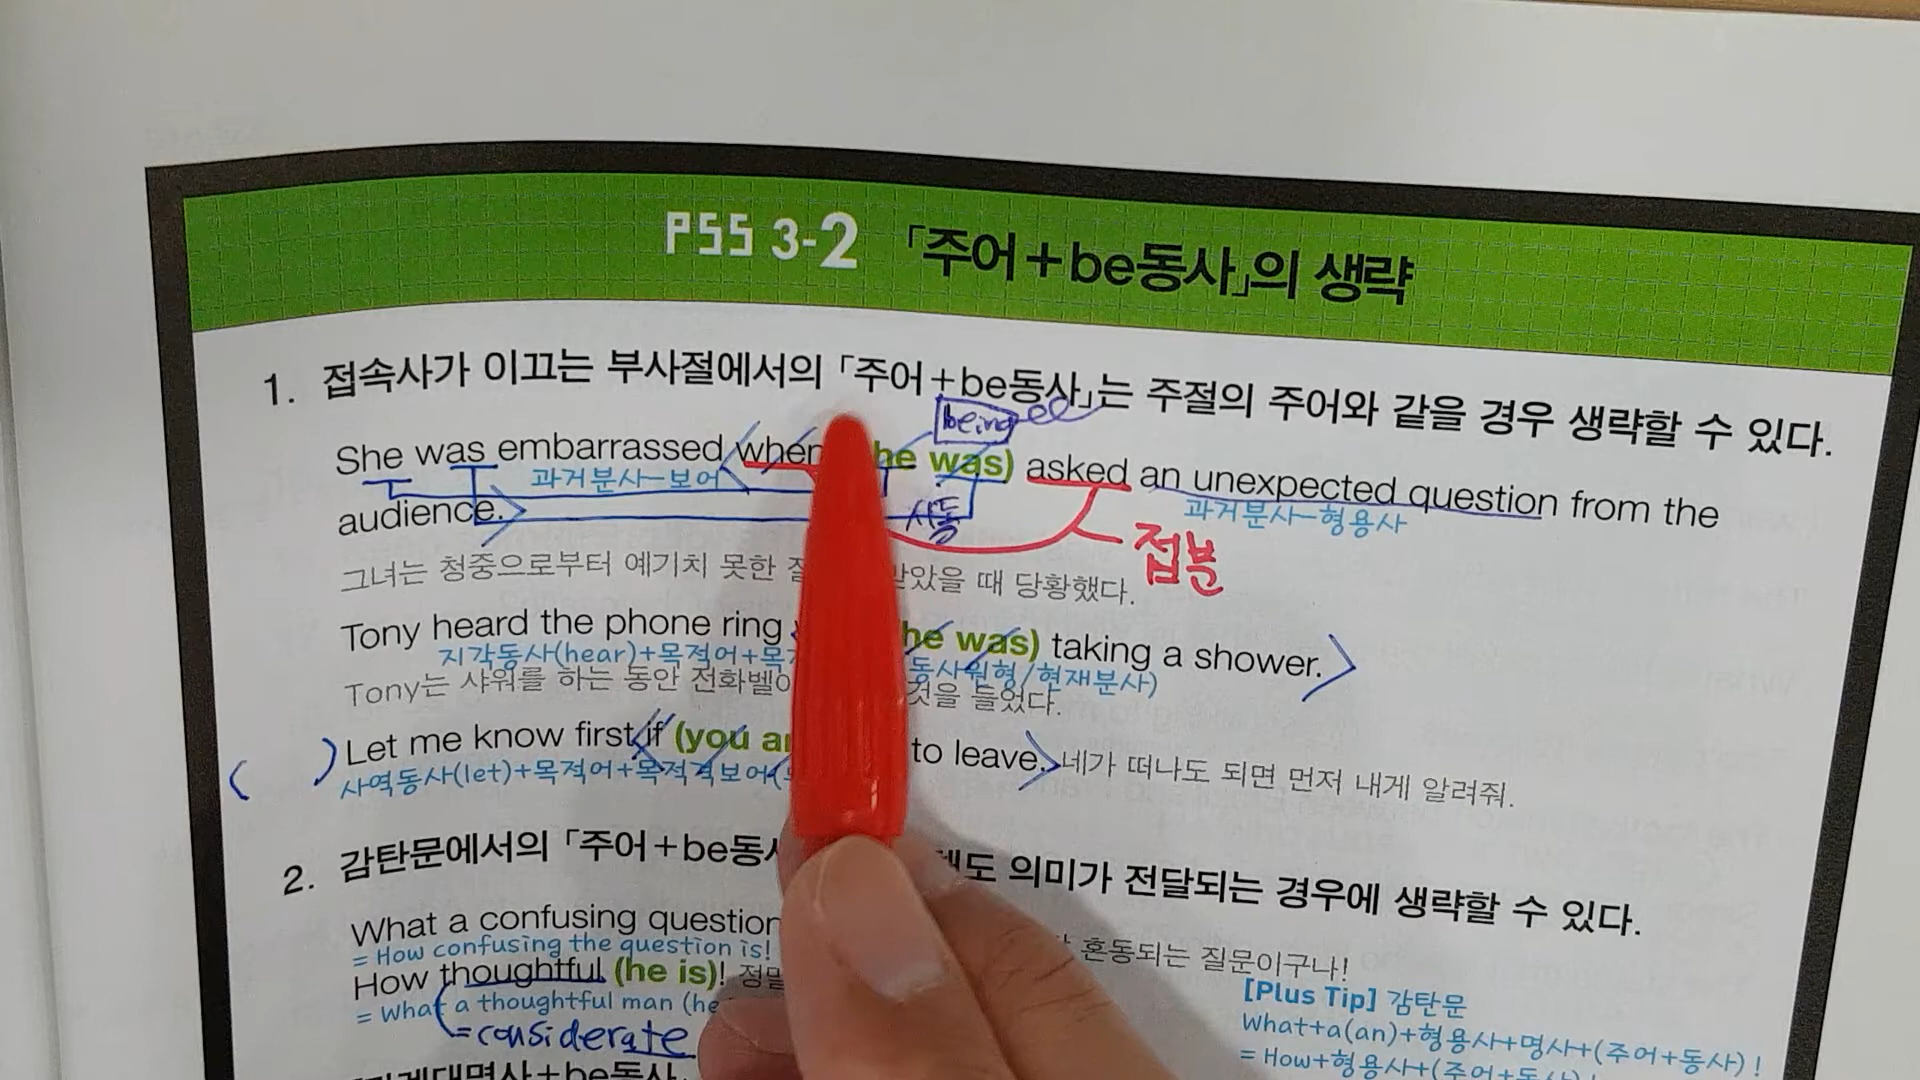 PSS 3-2 「주어+be동사」의 생략
1. 접속사가 이끄는 부사절에서의 「주어+be동사」는 주절의 주어와 같을 경우 생략할 수 있다.
being
She was embarrassed when he was) asked an unexpected question from the
과거분사-보어
과거분사-형용사
audience.
접분
그녀는 청중으로부터 예기치 못한 았을 때 당황했다.
Tony heard the phone ring he was) taking a shower.
지각동사(hear)+목적어+목 동사원형/현재분사)
Tony는 샤워를 하는 동안 전화벨이 것을 들었다.
Let me know first if (you to leave. 네가 떠나도 되면 먼저 내게 알려줘.
사역동사(let)+목적어+목적격보어(
2. 감탄문에서의 「주어+be동사 의미가 전달되는 경우에 생략할 수 있다.
What a confusing question 혼동되는 질문이구나!
= How confusing the question is!
How thoughtful (he is)!
= What a thoughtful man (he
=considerate
[Plus Tip] 감탄문
What+a(an)+형용사+명사+(주어+동사)!
= How+형용사+(주어+동사)!